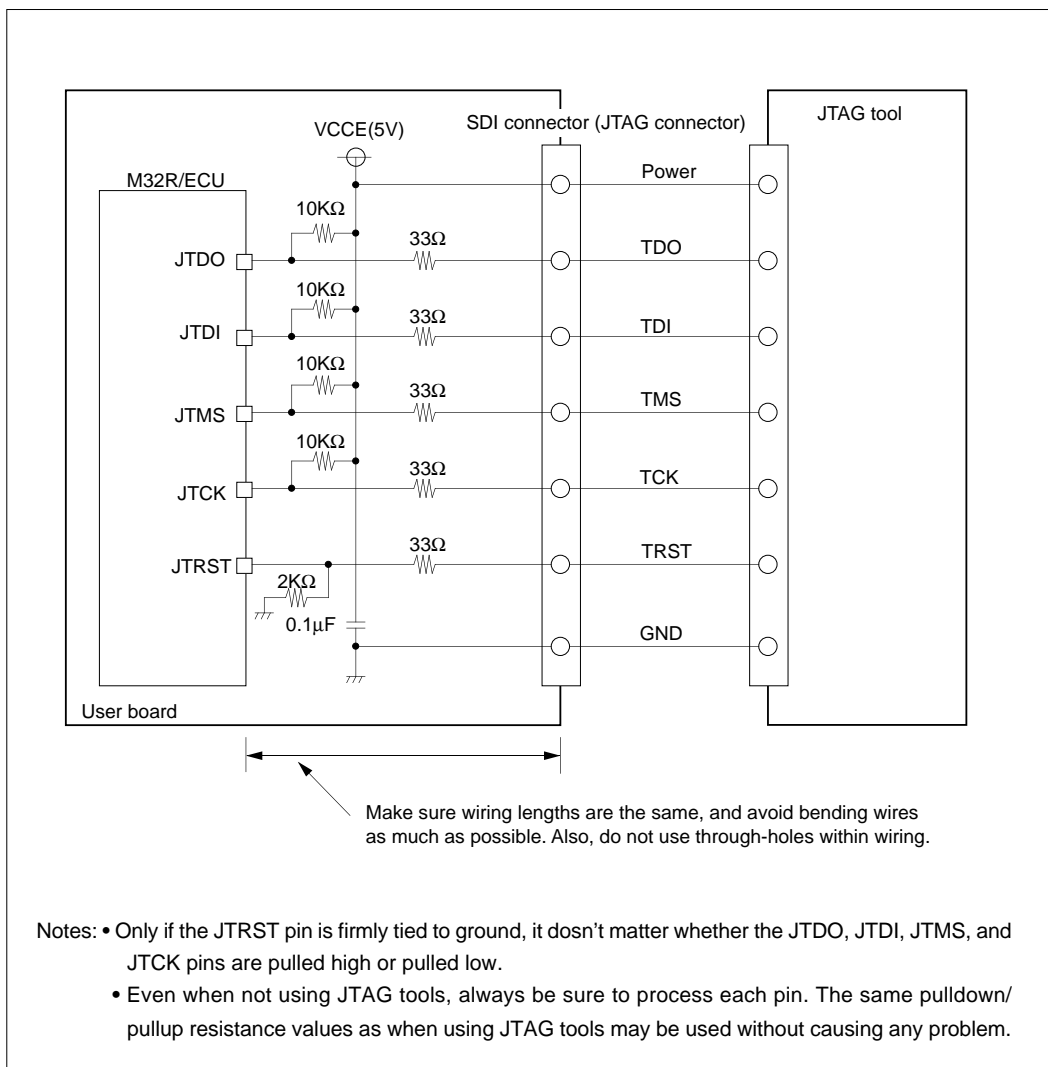 SDI connector (JTAG connector)
JTAG tool
VCCE(5V)
M32R/ECU
Power
10KΩ
33Ω
TDO
JTDO
10KΩ
33Ω
TDI
JTDI
10KΩ
33Ω
TMS
JTMS
10KΩ
33Ω
TCK
JTCK
33Ω
TRST
JTRST
2KΩ
0.1µF
GND
User board
Make sure wiring lengths are the same, and avoid bending wires
as much as possible. Also, do not use through-holes within wiring.
Notes: • Only if the JTRST pin is firmly tied to ground, it dosn't matter whether the JTDO, JTDI, JTMS, and
JTCK pins are pulled high or pulled low.
• Even when not using JTAG tools, always be sure to process each pin. The same pulldown/
pullup resistance values as when using JTAG tools may be used without causing any problem.